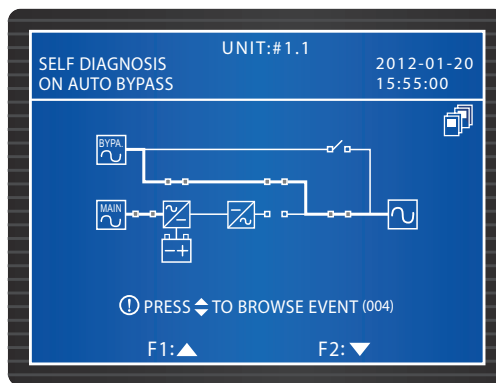 UNIT:#1.1
SELF DIAGNOSIS
2012-01-20
ON AUTO BYPASS
15:55:00
BYPA.
MAIN
PRESS TO BROWSE EVENT (004)
F1: F2: